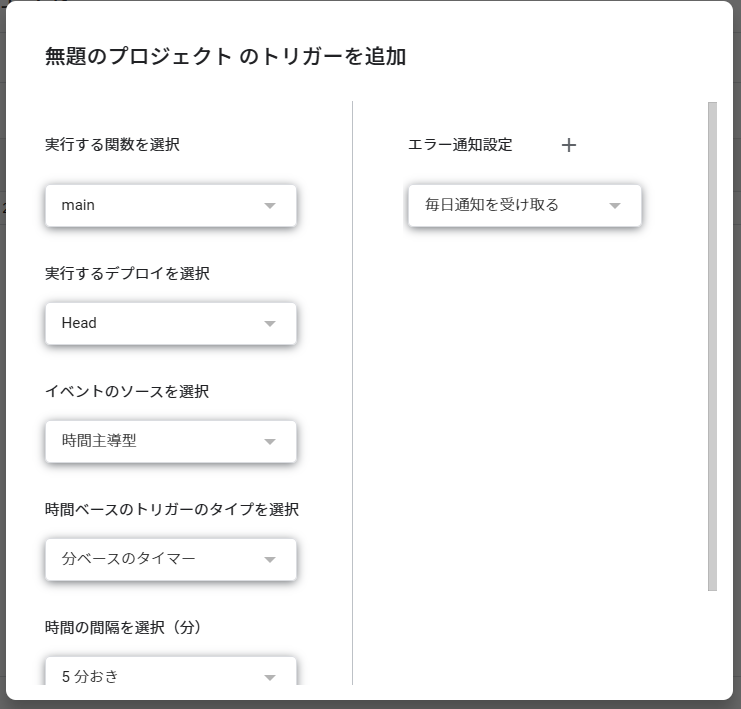 無題のプロジェクト のトリガーを追加
実行する関数を選択
main
実行するデプロイを選択
Head
イベントのソースを選択
時間主導型
時間ベースのトリガーのタイプを選択
分ベースのタイマー
時間の間隔を選択（分）
5 分おき
エラー通知設定
毎日通知を受け取る